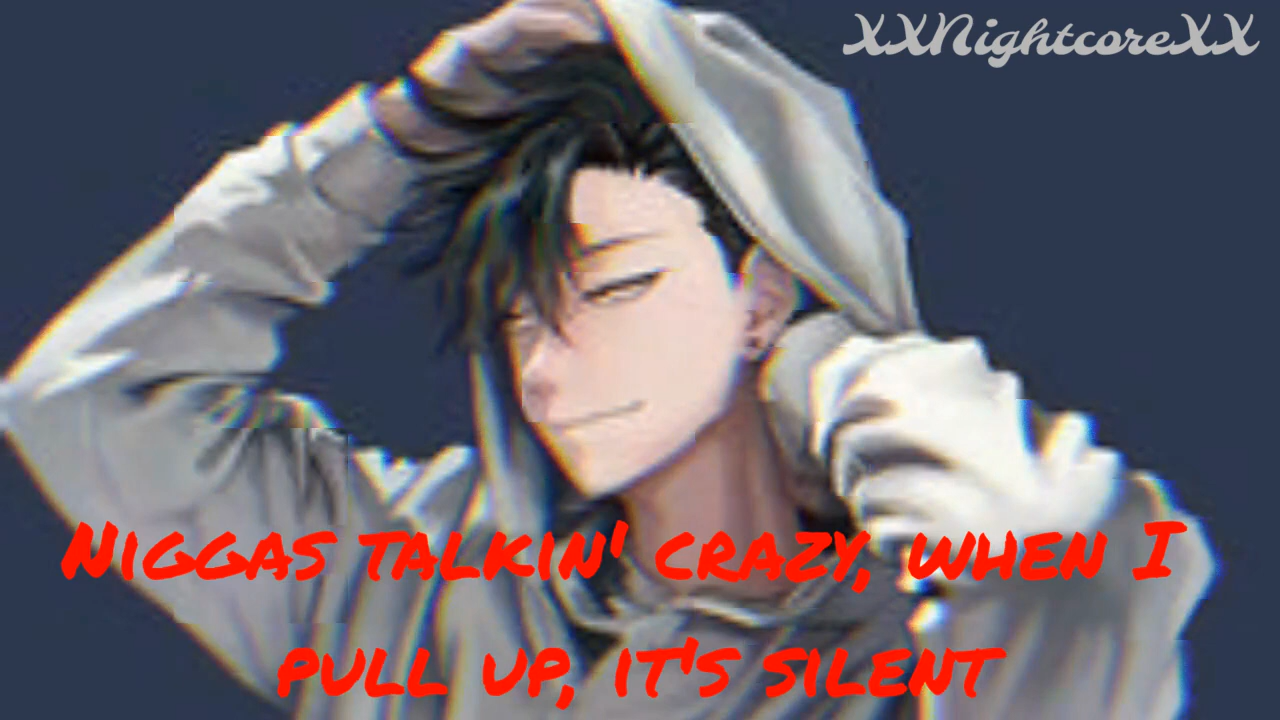 XXNightcoreXX
Niggas talkin' crazy, when I
pull up, it's silent